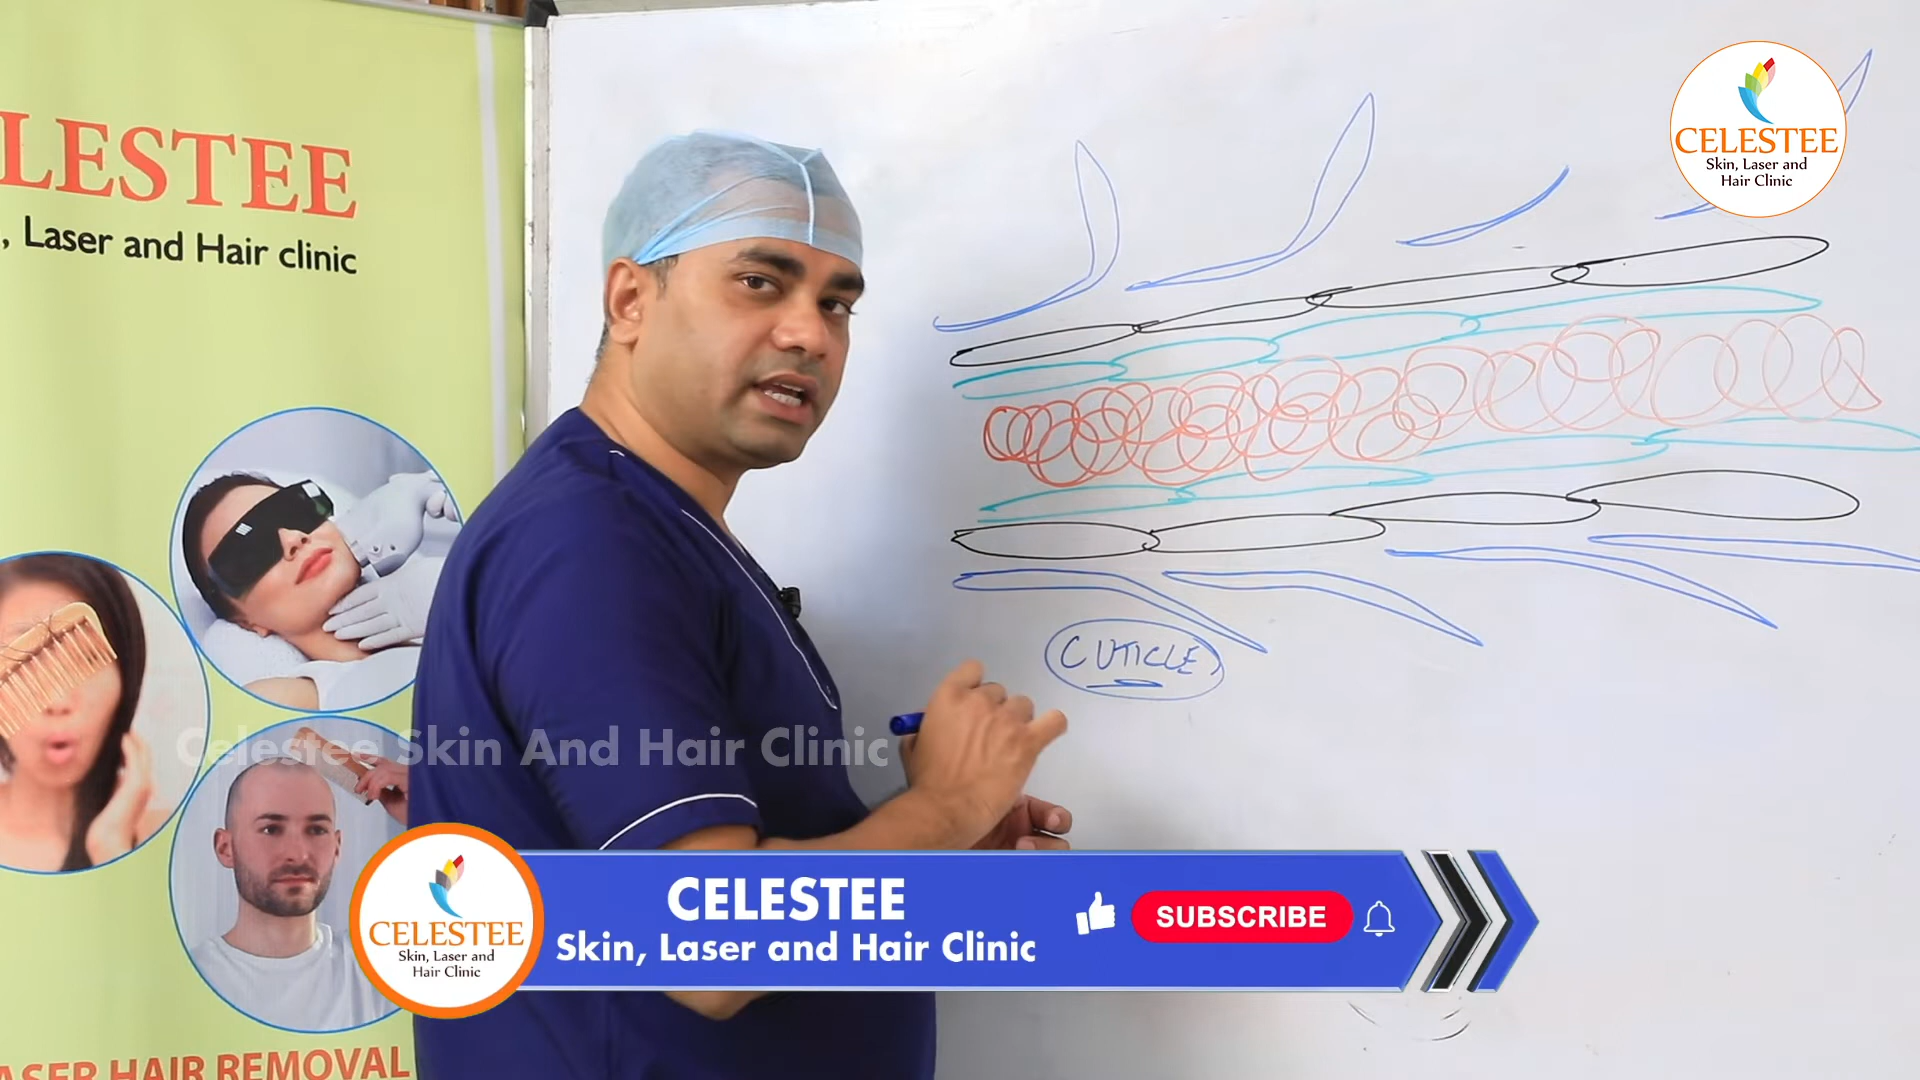 LESTEE
, Laser and Hair clinic
CELESTEE
Skin, Laser and
Hair Clinic
CUTICLE
Celestee Skin And Hair Clinic
CELESTEE
Skin, Laser and
Hair Clinic
CELESTEE
Skin, Laser and Hair Clinic
SUBSCRIBE
ASER HAIR REMOVAL